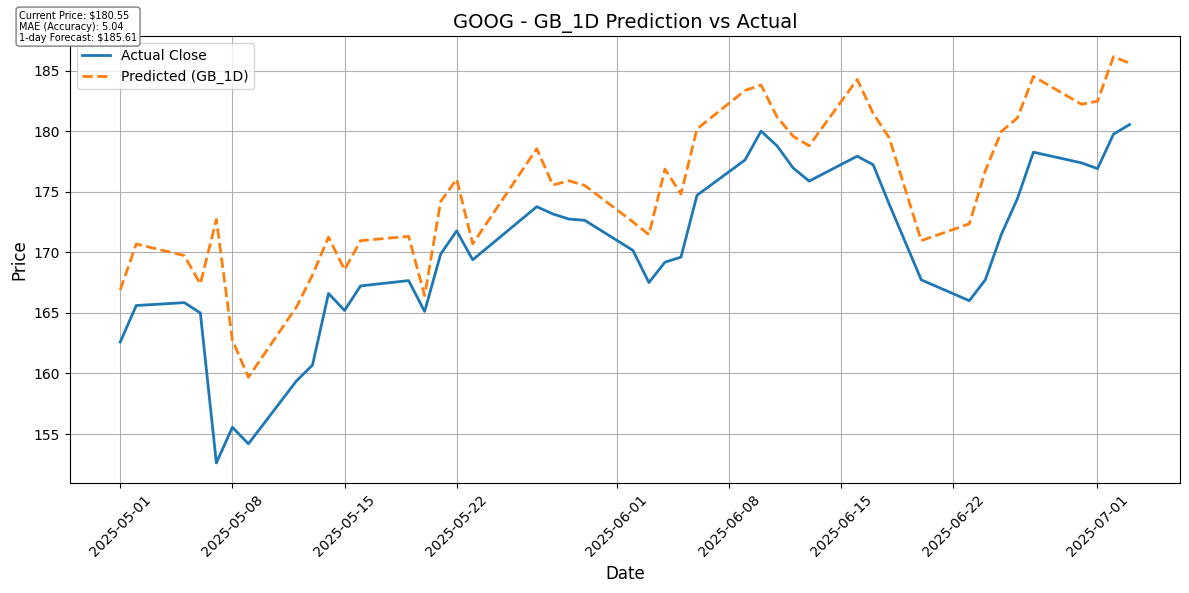 GOOG - GB_1D Prediction vs Actual
Current Price: $180.55
MAE (Accuracy): 5.04
1-day Forecast: $185.61
Actual Close
Predicted (GB_1D)
Price
185
180
175
170
165
160
155
2025-05-01
2025-05-08
2025-05-15
2025-05-22
2025-06-01
2025-06-08
2025-06-15
2025-06-22
2025-07-01
Date